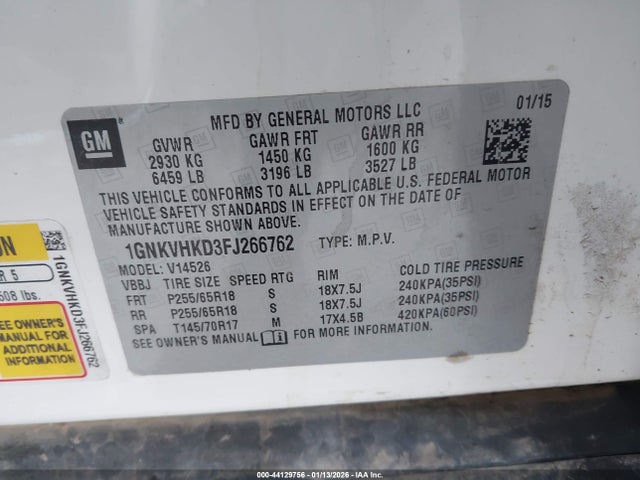 GM
MFD BY GENERAL MOTORS LLC 01/15
GVWR GAWR FRT GAWR RR
2930 KG 1450 KG 1600 KG
6459 LB 3196 LB 3527 LB
THIS VEHICLE CONFORMS TO ALL APPLICABLE U.S. FEDERAL MOTOR
VEHICLE SAFETY STANDARDS IN EFFECT ON THE DATE OF
MANUFACTURE SHOWN ABOVE.
1GNKVHKD3FJ266762 TYPE: M.P.V.
MODEL: V14526
VBBJ TIRE SIZE SPEED RTG RIM COLD TIRE PRESSURE
FRT P255/65R18 S 18X7.5J 240KPA(35PSI)
RR P255/65R18 S 18X7.5J 240KPA(35PSI)
SPA T145/70R17 M 17X4.5B 420KPA(60PSI)
SEE OWNER'S MANUAL FOR MORE INFORMATION.
ON
R 5
608 lbs.
SEE OWNER'S
MANUAL FOR
ADDITIONAL
INFORMATION
1GNKVHKD3FJ266762
000-44129756 - 01/13/2026 - IAAI